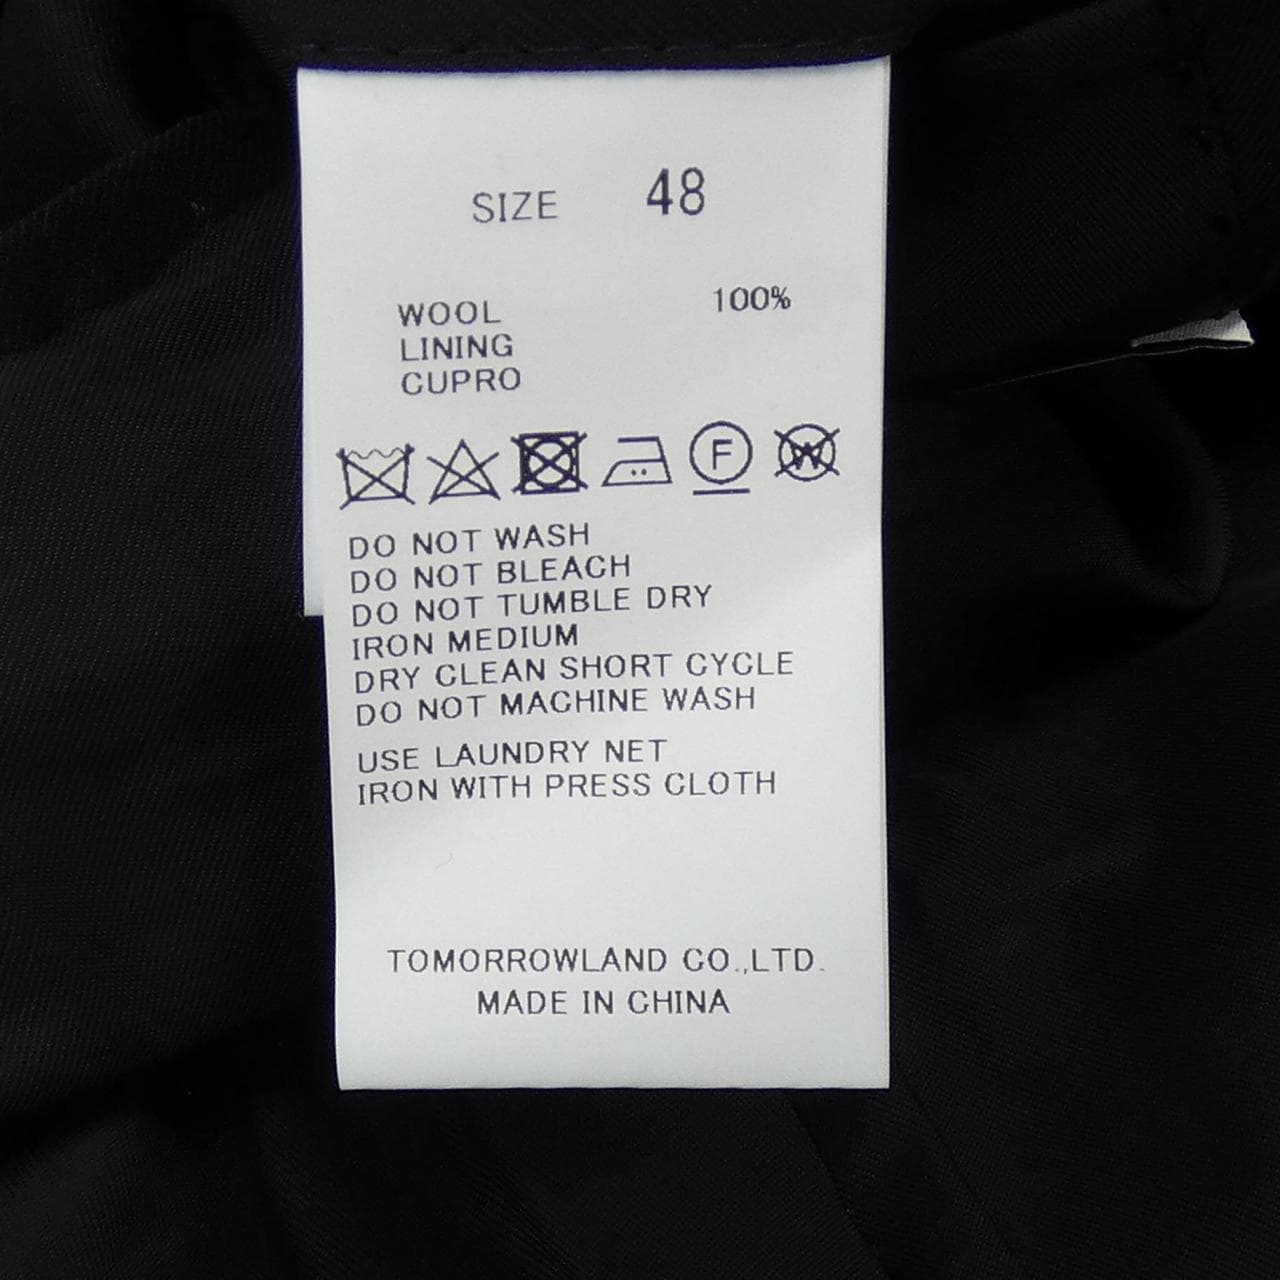 SIZE 48
WOOL 100%
LINING
CUPRO
F W
DO NOT WASH
DO NOT BLEACH
DO NOT TUMBLE DRY
IRON MEDIUM
DRY CLEAN SHORT CYCLE
DO NOT MACHINE WASH
USE LAUNDRY NET
IRON WITH PRESS CLOTH
TOMORROWLAND CO.,LTD.
MADE IN CHINA